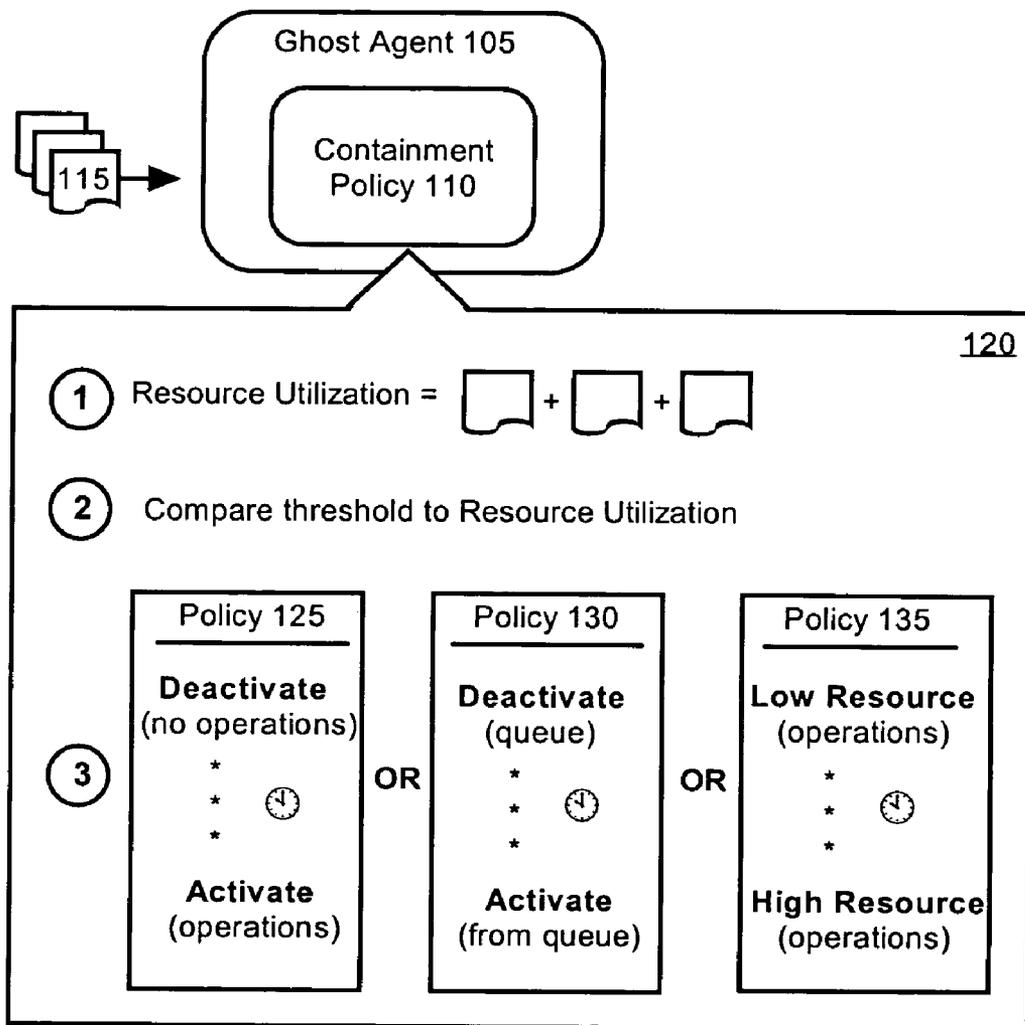 Ghost Agent 105
Containment
Policy 110
115
120
1 Resource Utilization = + +
2 Compare threshold to Resource Utilization
3
Policy 125
Deactivate
(no operations)
*
*
*
Activate
(operations)
OR
Policy 130
Deactivate
(queue)
*
*
*
Activate
(from queue)
OR
Policy 135
Low Resource
(operations)
*
*
*
High Resource
(operations)